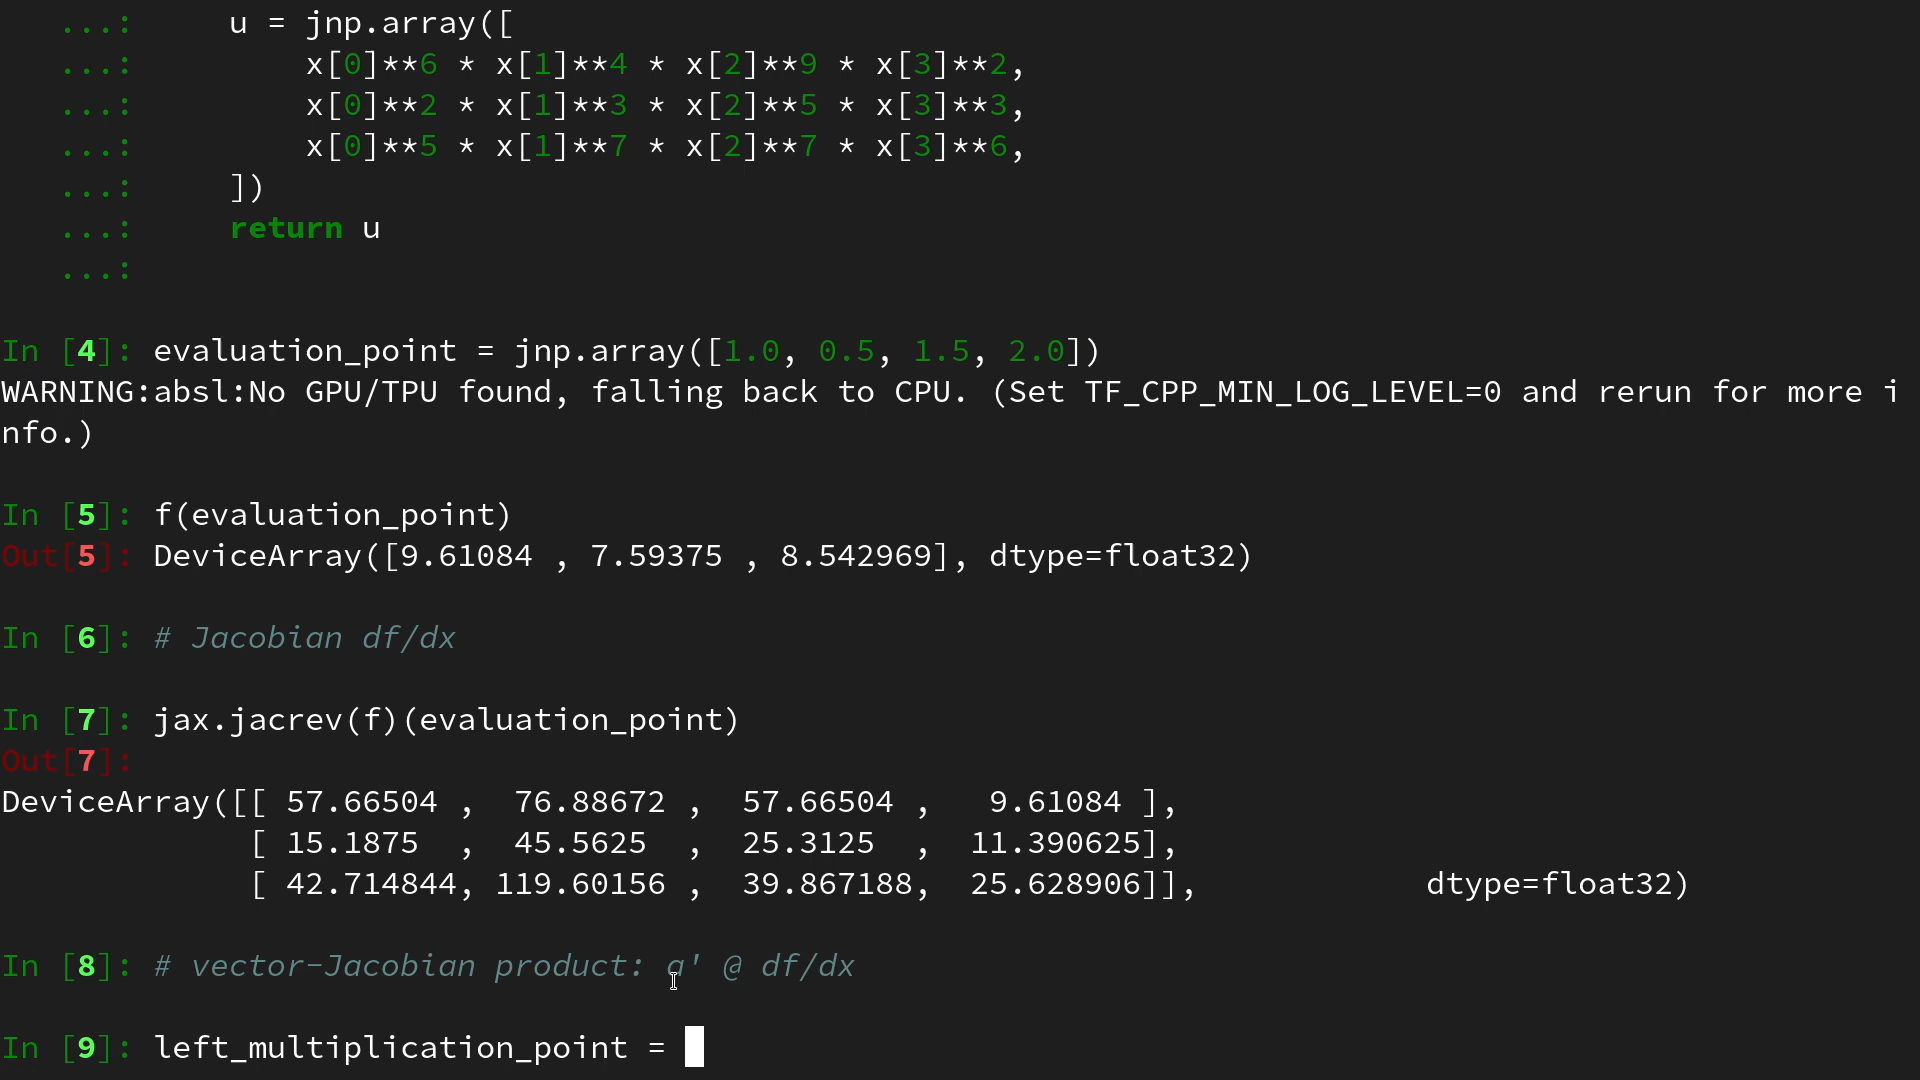 ...:     u = jnp.array([
...:         x[0]**6 * x[1]**4 * x[2]**9 * x[3]**2,
...:         x[0]**2 * x[1]**3 * x[2]**5 * x[3]**3,
...:         x[0]**5 * x[1]**7 * x[2]**7 * x[3]**6,
...:     ])
...:     return u
...:
In [4]: evaluation_point = jnp.array([1.0, 0.5, 1.5, 2.0])
WARNING:absl:No GPU/TPU found, falling back to CPU. (Set TF_CPP_MIN_LOG_LEVEL=0 and rerun for more i
nfo.)
In [5]: f(evaluation_point)
Out[5]: DeviceArray([9.61084 , 7.59375 , 8.542969], dtype=float32)
In [6]: # Jacobian df/dx
In [7]: jax.jacrev(f)(evaluation_point)
Out[7]:
DeviceArray([[ 57.66504 ,  76.88672 ,  57.66504 ,   9.61084 ],
             [ 15.1875  ,  45.5625  ,  25.3125  ,  11.390625],
             [ 42.714844, 119.60156 ,  39.867188,  25.628906]],            dtype=float32)
In [8]: # vector-Jacobian product: a' @ df/dx
In [9]: left_multiplication_point =